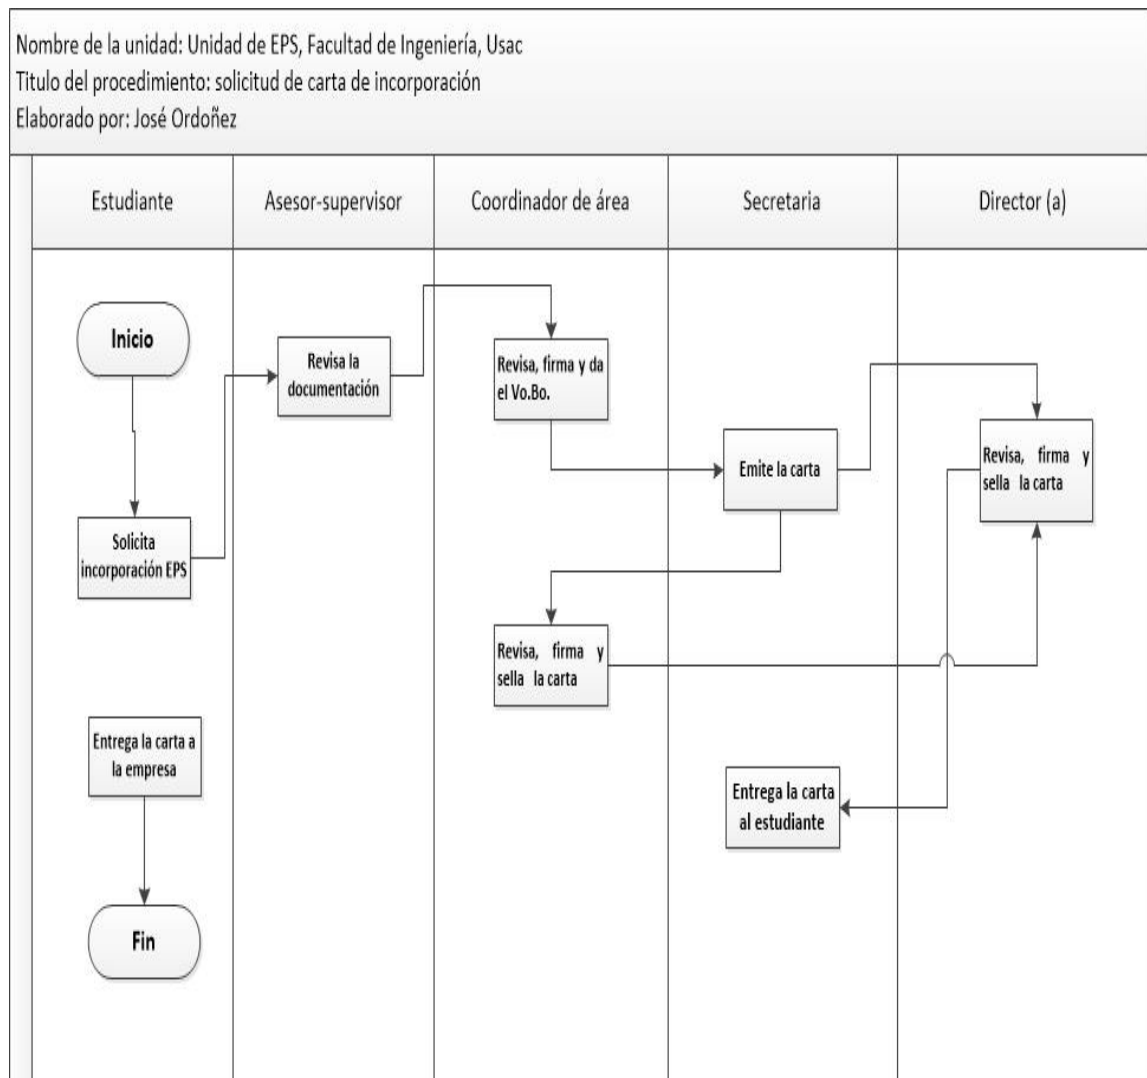 Nombre de la unidad: Unidad de EPS, Facultad de Ingeniería, Usac
Titulo del procedimiento: solicitud de carta de incorporación
Elaborado por: José Ordoñez
Estudiante
Asesor-supervisor
Coordinador de área
Secretaria
Director (a)
Inicio
Revisa la
documentación
Revisa, firma y da
el Vo.Bo.
Emite la carta
Revisa, firma y
sella la carta
Solicita
incorporación EPS
Revisa, firma y
sella la carta
Entrega la carta a
la empresa
Entrega la carta
al estudiante
Fin